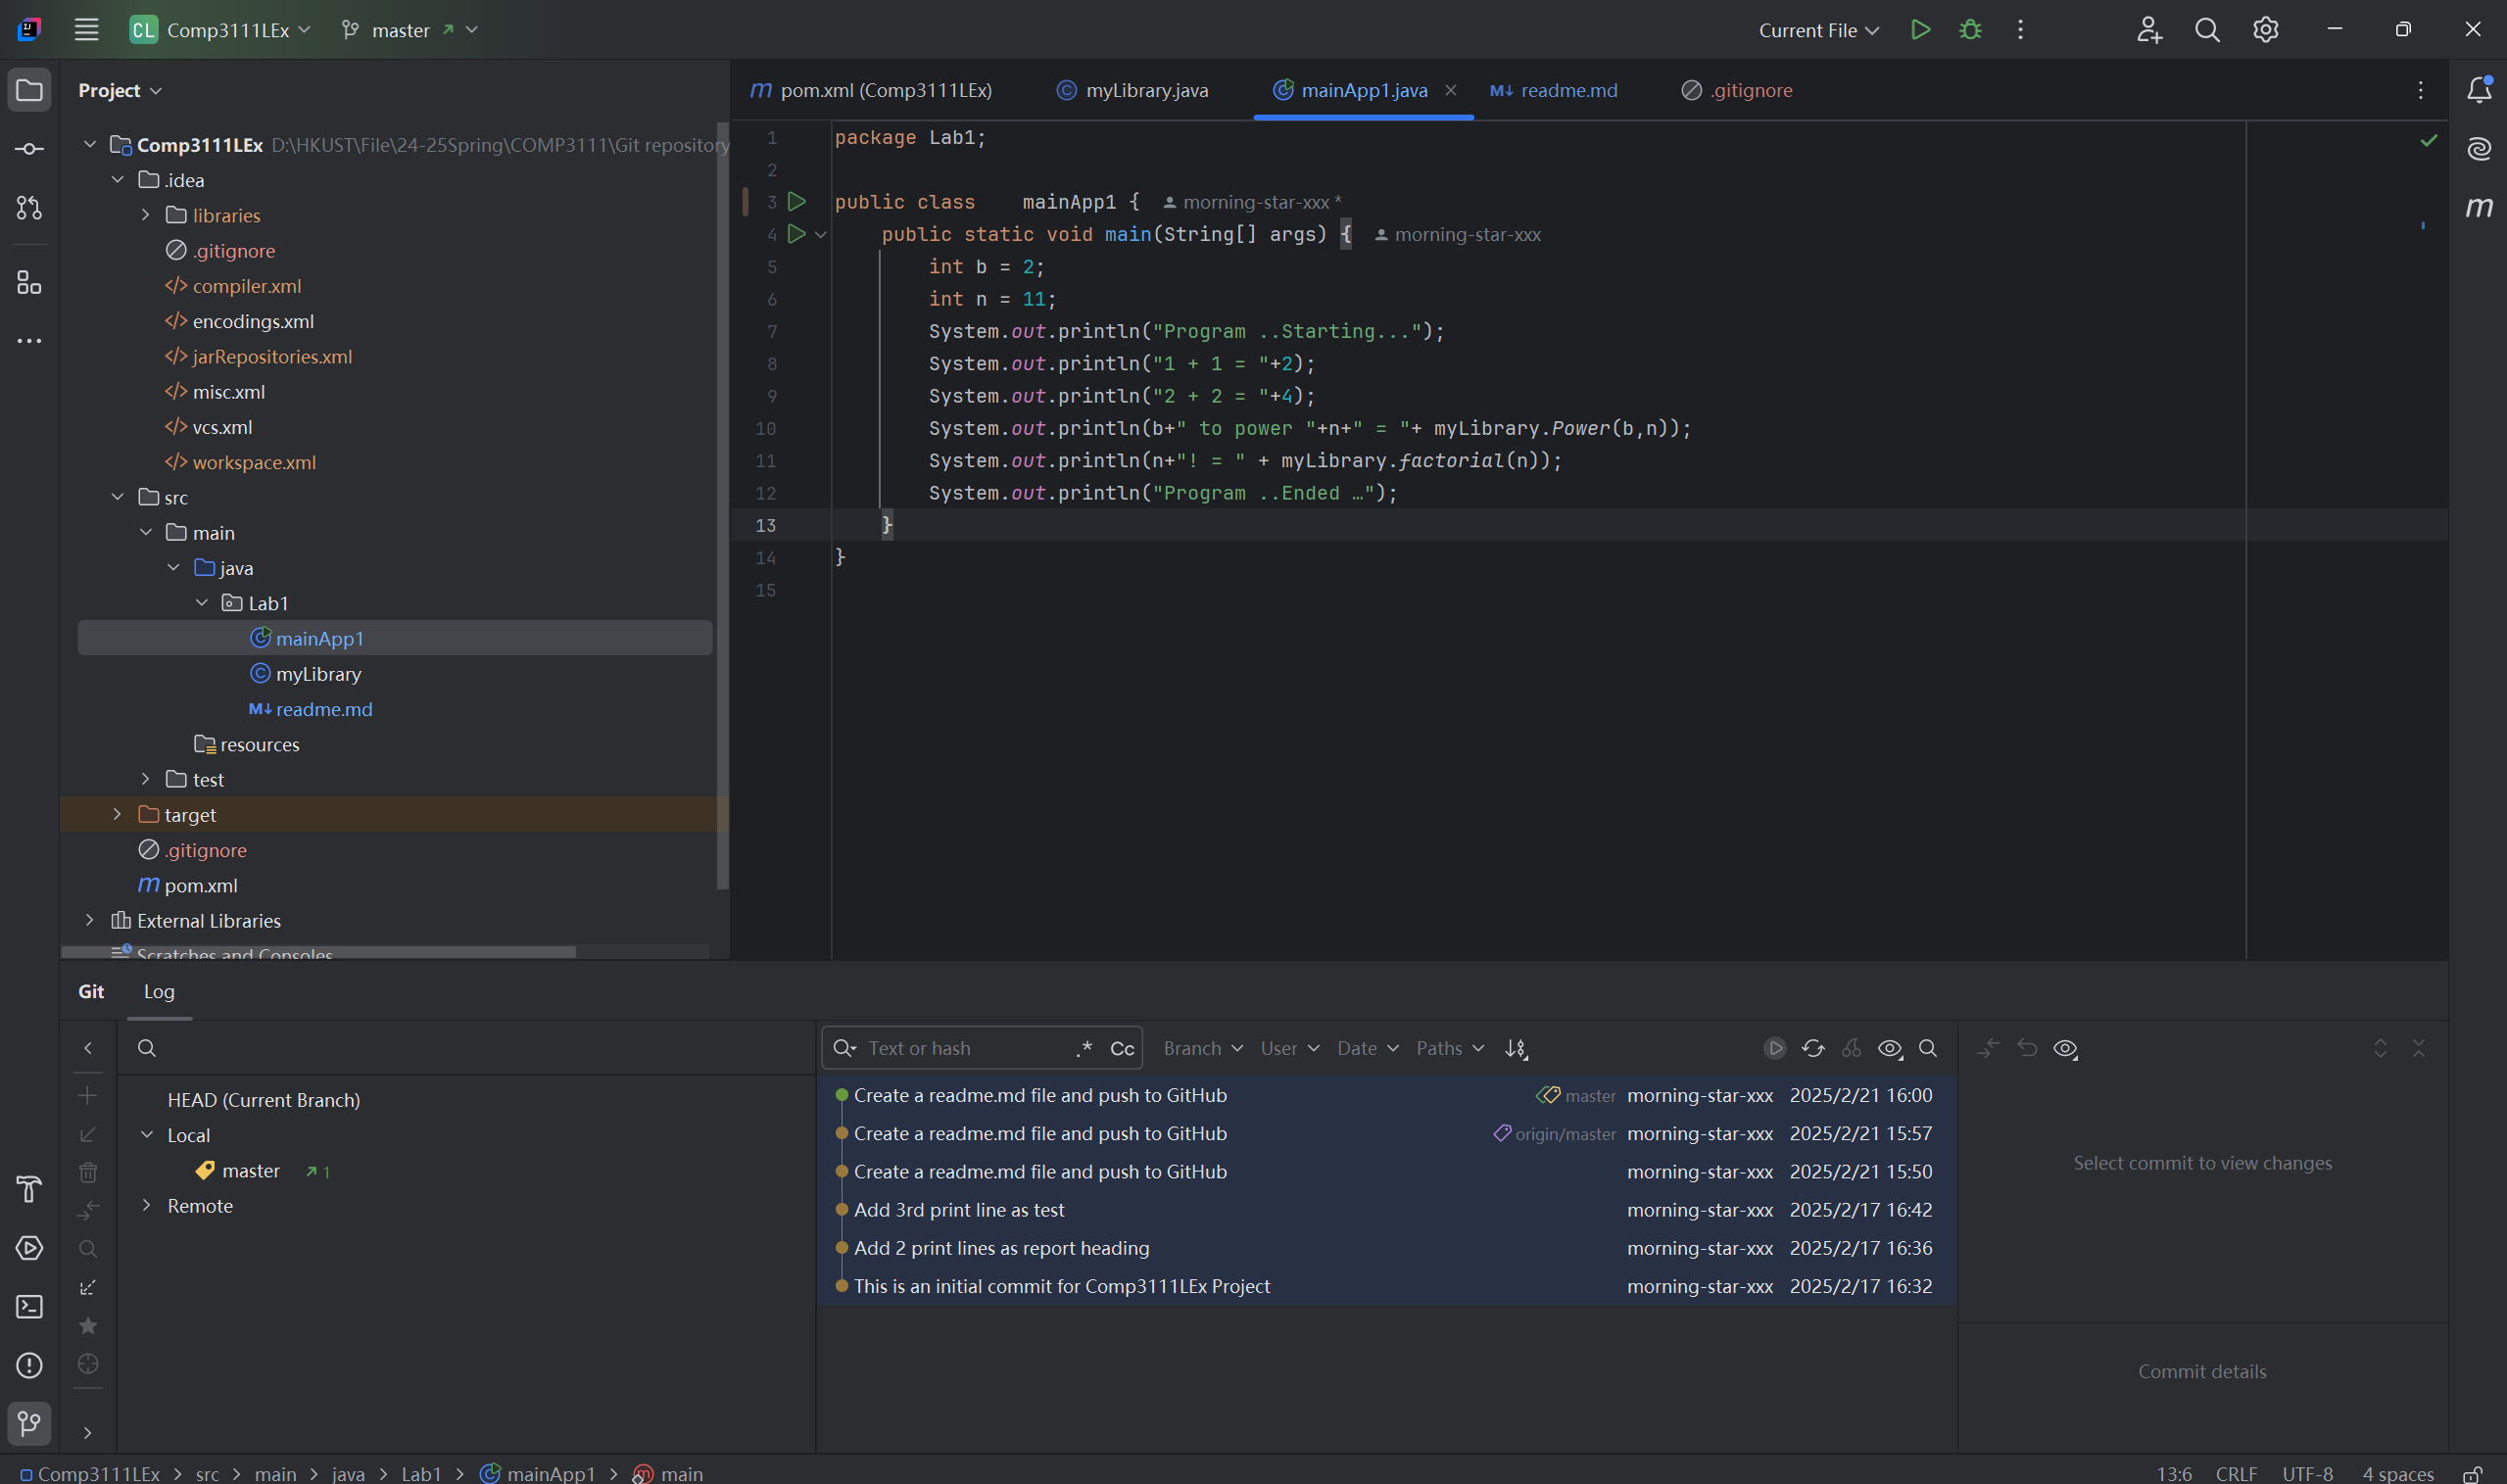 CL Comp3111LEx master Current File
Project
Comp3111LEx D:\HKUST\File\24-25Spring\COMP3111\Git repository
.idea
libraries
.gitignore
</> compiler.xml
</> encodings.xml
</> jarRepositories.xml
</> misc.xml
</> vcs.xml
</> workspace.xml
src
main
java
Lab1
mainApp1
myLibrary
M↓ readme.md
resources
test
target
.gitignore
m pom.xml
External Libraries
Scratches and Consoles
m pom.xml (Comp3111LEx) myLibrary.java mainApp1.java M↓ readme.md .gitignore
1 package Lab1;
2
3 public class    mainApp1 { morning-star-xxx *
4     public static void main(String[] args) { morning-star-xxx
5         int b = 2;
6         int n = 11;
7         System.out.println("Program ..Starting...");
8         System.out.println("1 + 1 = "+2);
9         System.out.println("2 + 2 = "+4);
10         System.out.println(b+" to power "+n+" = "+ myLibrary.Power(b,n));
11         System.out.println(n+"! = " + myLibrary.factorial(n));
12         System.out.println("Program ..Ended …");
13     }
14 }
15
m
Git Log
HEAD (Current Branch)
Local
master 1
Remote
Text or hash .* Cc Branch User Date Paths
Create a readme.md file and push to GitHub master morning-star-xxx 2025/2/21 16:00
Create a readme.md file and push to GitHub origin/master morning-star-xxx 2025/2/21 15:57
Create a readme.md file and push to GitHub morning-star-xxx 2025/2/21 15:50
Add 3rd print line as test morning-star-xxx 2025/2/17 16:42
Add 2 print lines as report heading morning-star-xxx 2025/2/17 16:36
This is an initial commit for Comp3111LEx Project morning-star-xxx 2025/2/17 16:32
Select commit to view changes
Commit details
Comp3111LEx > src > main > java > Lab1 > mainApp1 > main 13:6 CRLF UTF-8 4 spaces